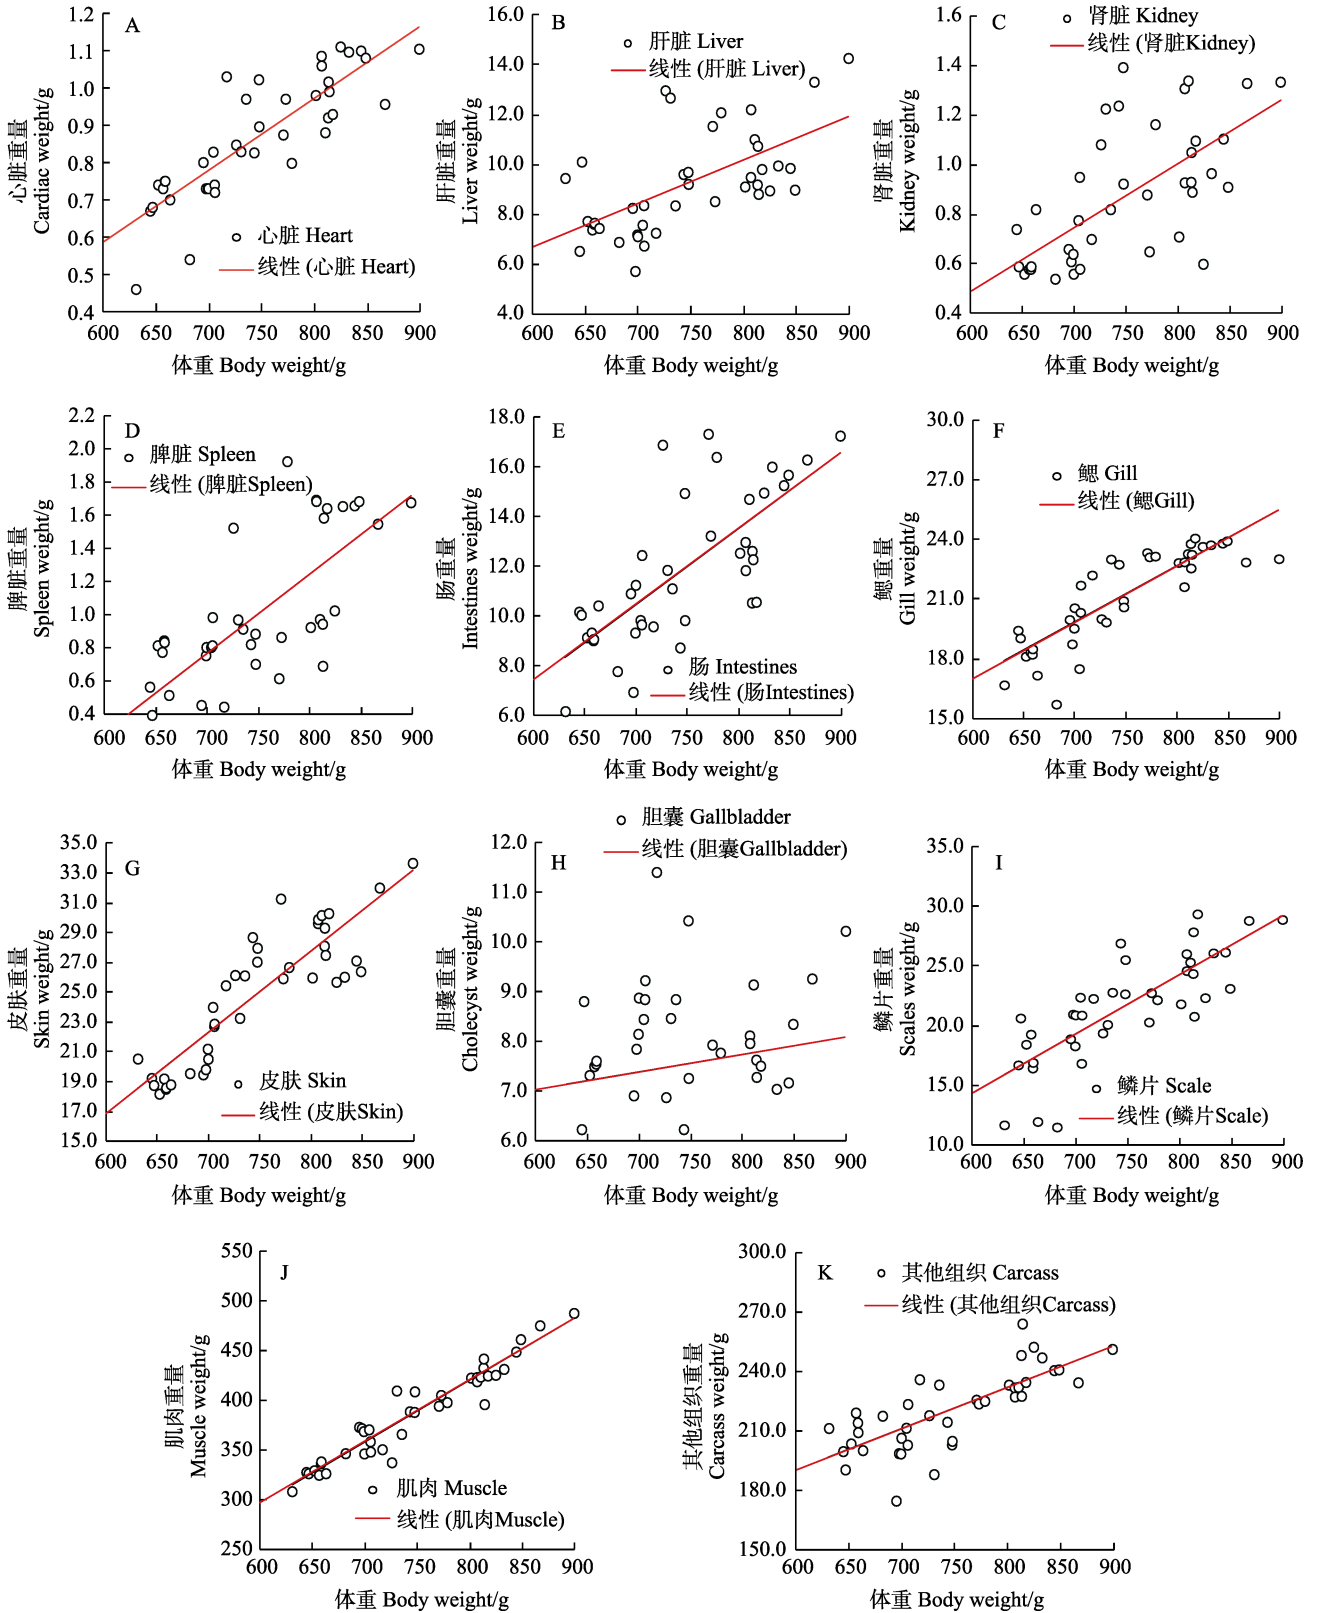 A
心脏重量
Cardiac weight/g
1.2
1.1
1.0
0.9
0.8
0.7
0.6
0.5
0.4
心脏 Heart
线性 (心脏 Heart)
600 650 700 750 800 850 900
体重 Body weight/g
B
肝脏重量
Liver weight/g
16.0
14.0
12.0
10.0
8.0
6.0
4.0
肝脏 Liver
线性 (肝脏 Liver)
600 650 700 750 800 850 900
体重 Body weight/g
C
肾脏重量
Kidney weight/g
1.6
1.4
1.2
1.0
0.8
0.6
0.4
肾脏 Kidney
线性 (肾脏Kidney)
600 650 700 750 800 850 900
体重 Body weight/g
D
脾脏重量
Spleen weight/g
2.2
2.0
1.8
1.6
1.4
1.2
1.0
0.8
0.6
0.4
脾脏 Spleen
线性 (脾脏Spleen)
600 650 700 750 800 850 900
体重 Body weight/g
E
肠重量
Intestines weight/g
18.0
16.0
14.0
12.0
10.0
8.0
6.0
肠 Intestines
线性 (肠Intestines)
600 650 700 750 800 850 900
体重 Body weight/g
F
鳃重量
Gill weight/g
30.0
27.0
24.0
21.0
18.0
15.0
鳃 Gill
线性 (鳃Gill)
600 650 700 750 800 850 900
体重 Body weight/g
G
皮肤重量
Skin weight/g
35.0
33.0
31.0
29.0
27.0
25.0
23.0
21.0
19.0
17.0
15.0
皮肤 Skin
线性 (皮肤Skin)
600 650 700 750 800 850 900
体重 Body weight/g
H
胆囊重量
Cholecyst weight/g
12.0
11.0
10.0
9.0
8.0
7.0
6.0
胆囊 Gallbladder
线性 (胆囊Gallbladder)
600 650 700 750 800 850 900
体重 Body weight/g
I
鳞片重量
Scales weight/g
35.0
30.0
25.0
20.0
15.0
10.0
鳞片 Scale
线性 (鳞片Scale)
600 650 700 750 800 850 900
体重 Body weight/g
J
肌肉重量
Muscle weight/g
550
500
450
400
350
300
250
肌肉 Muscle
线性 (肌肉Muscle)
600 650 700 750 800 850 900
体重 Body weight/g
K
其他组织重量
Carcass weight/g
300.0
270.0
240.0
210.0
180.0
150.0
其他组织 Carcass
线性 (其他组织Carcass)
600 650 700 750 800 850 900
体重 Body weight/g